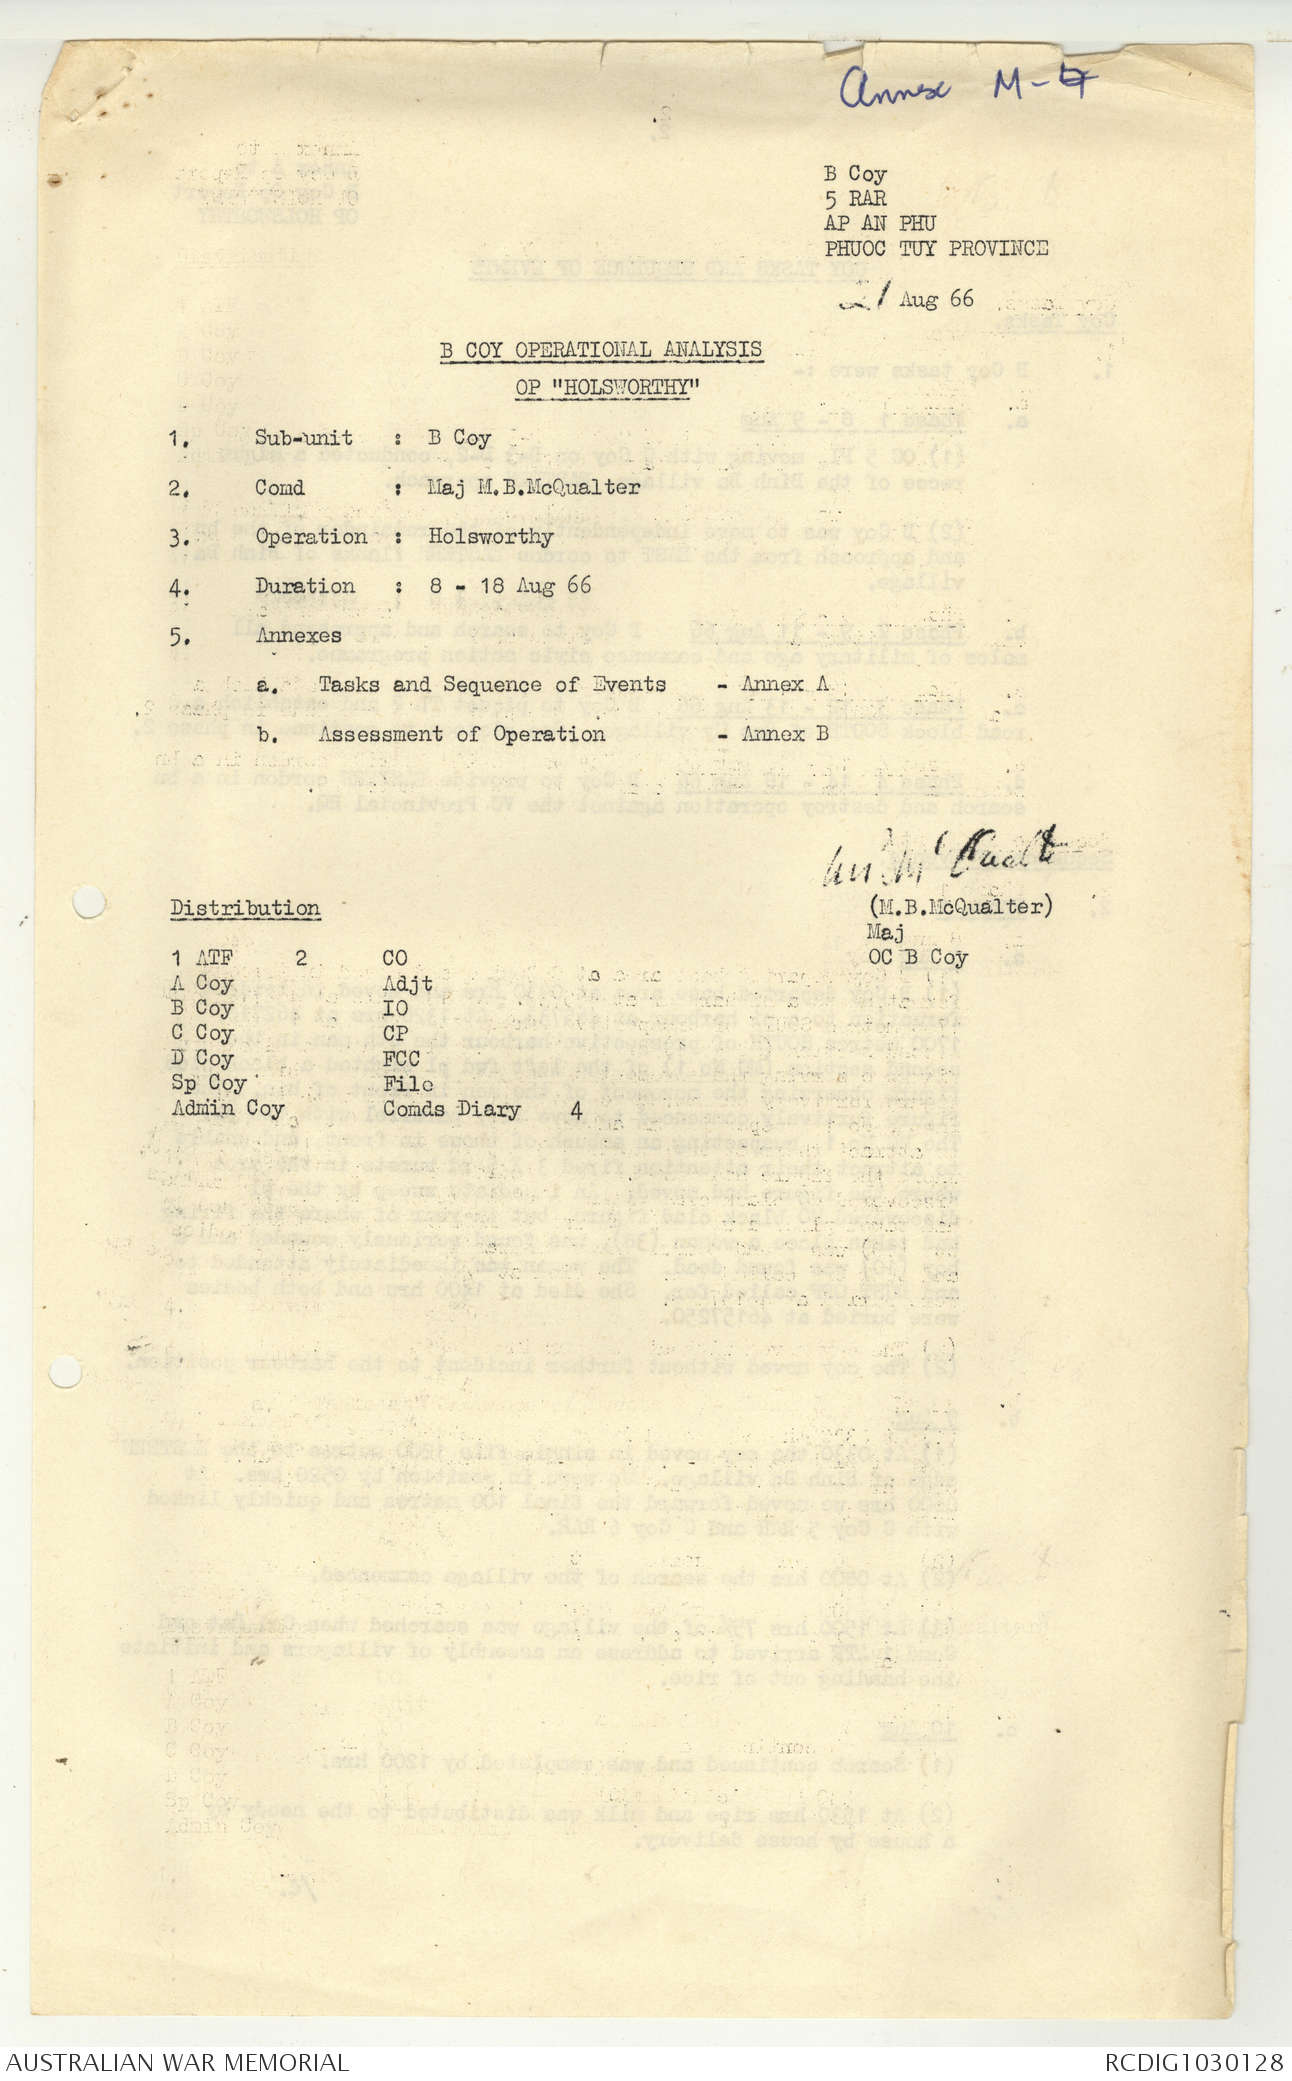 Annex M-4
B Coy
5 RAR
AP AN PHU
PHUOC TUY PROVINCE
21 Aug 66
B COY OPERATIONAL ANALYSIS
OP "HOLSWORTHY"
1. Sub-unit : B Coy
2. Comd : Maj M.B.McQualter
3. Operation : Holsworthy
4. Duration : 8 - 18 Aug 66
5. Annexes
a. Tasks and Sequence of Events - Annex A
b. Assessment of Operation - Annex B
(M.B.McQualter)
Maj
OC B Coy
Distribution
1 ATF 2 CO
A Coy Adjt
B Coy IO
C Coy CP
D Coy FCC
Sp Coy File
Admin Coy Comds Diary 4
AUSTRALIAN WAR MEMORIAL
RCDIG1030128